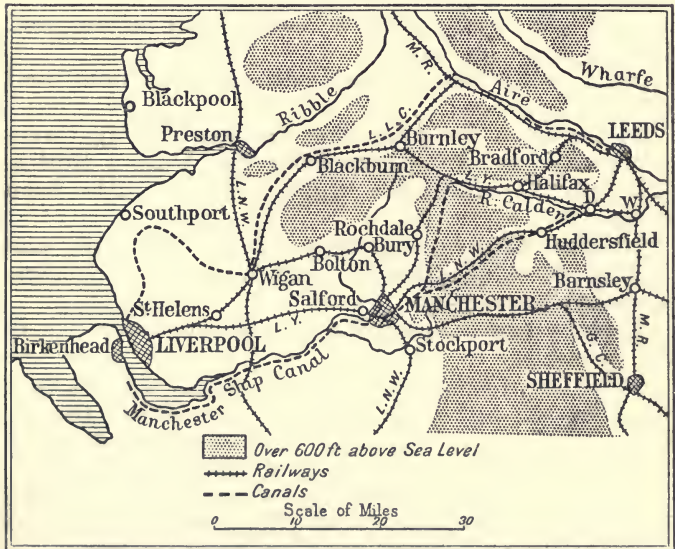 M.R.
Wharfe
Aire
Ribble
Blackpool
Preston
L.L.C.
Burnley
LEEDS
Bradford
Blackburn
L.Y.
Halifax
R. Calder
D.
W.
L.N.W.
Southport
Rochdale
Bury
Huddersfield
Bolton
L.N.W.
Wigan
Barnsley
St Helens
Salford
MANCHESTER
L.Y.
Birkenhead
LIVERPOOL
Stockport
M.R.
G.C.
Manchester Ship Canal
L.N.W.
SHEFFIELD
Over 600 ft above Sea Level
Railways
Canals
Scale of Miles
0 10 20 30